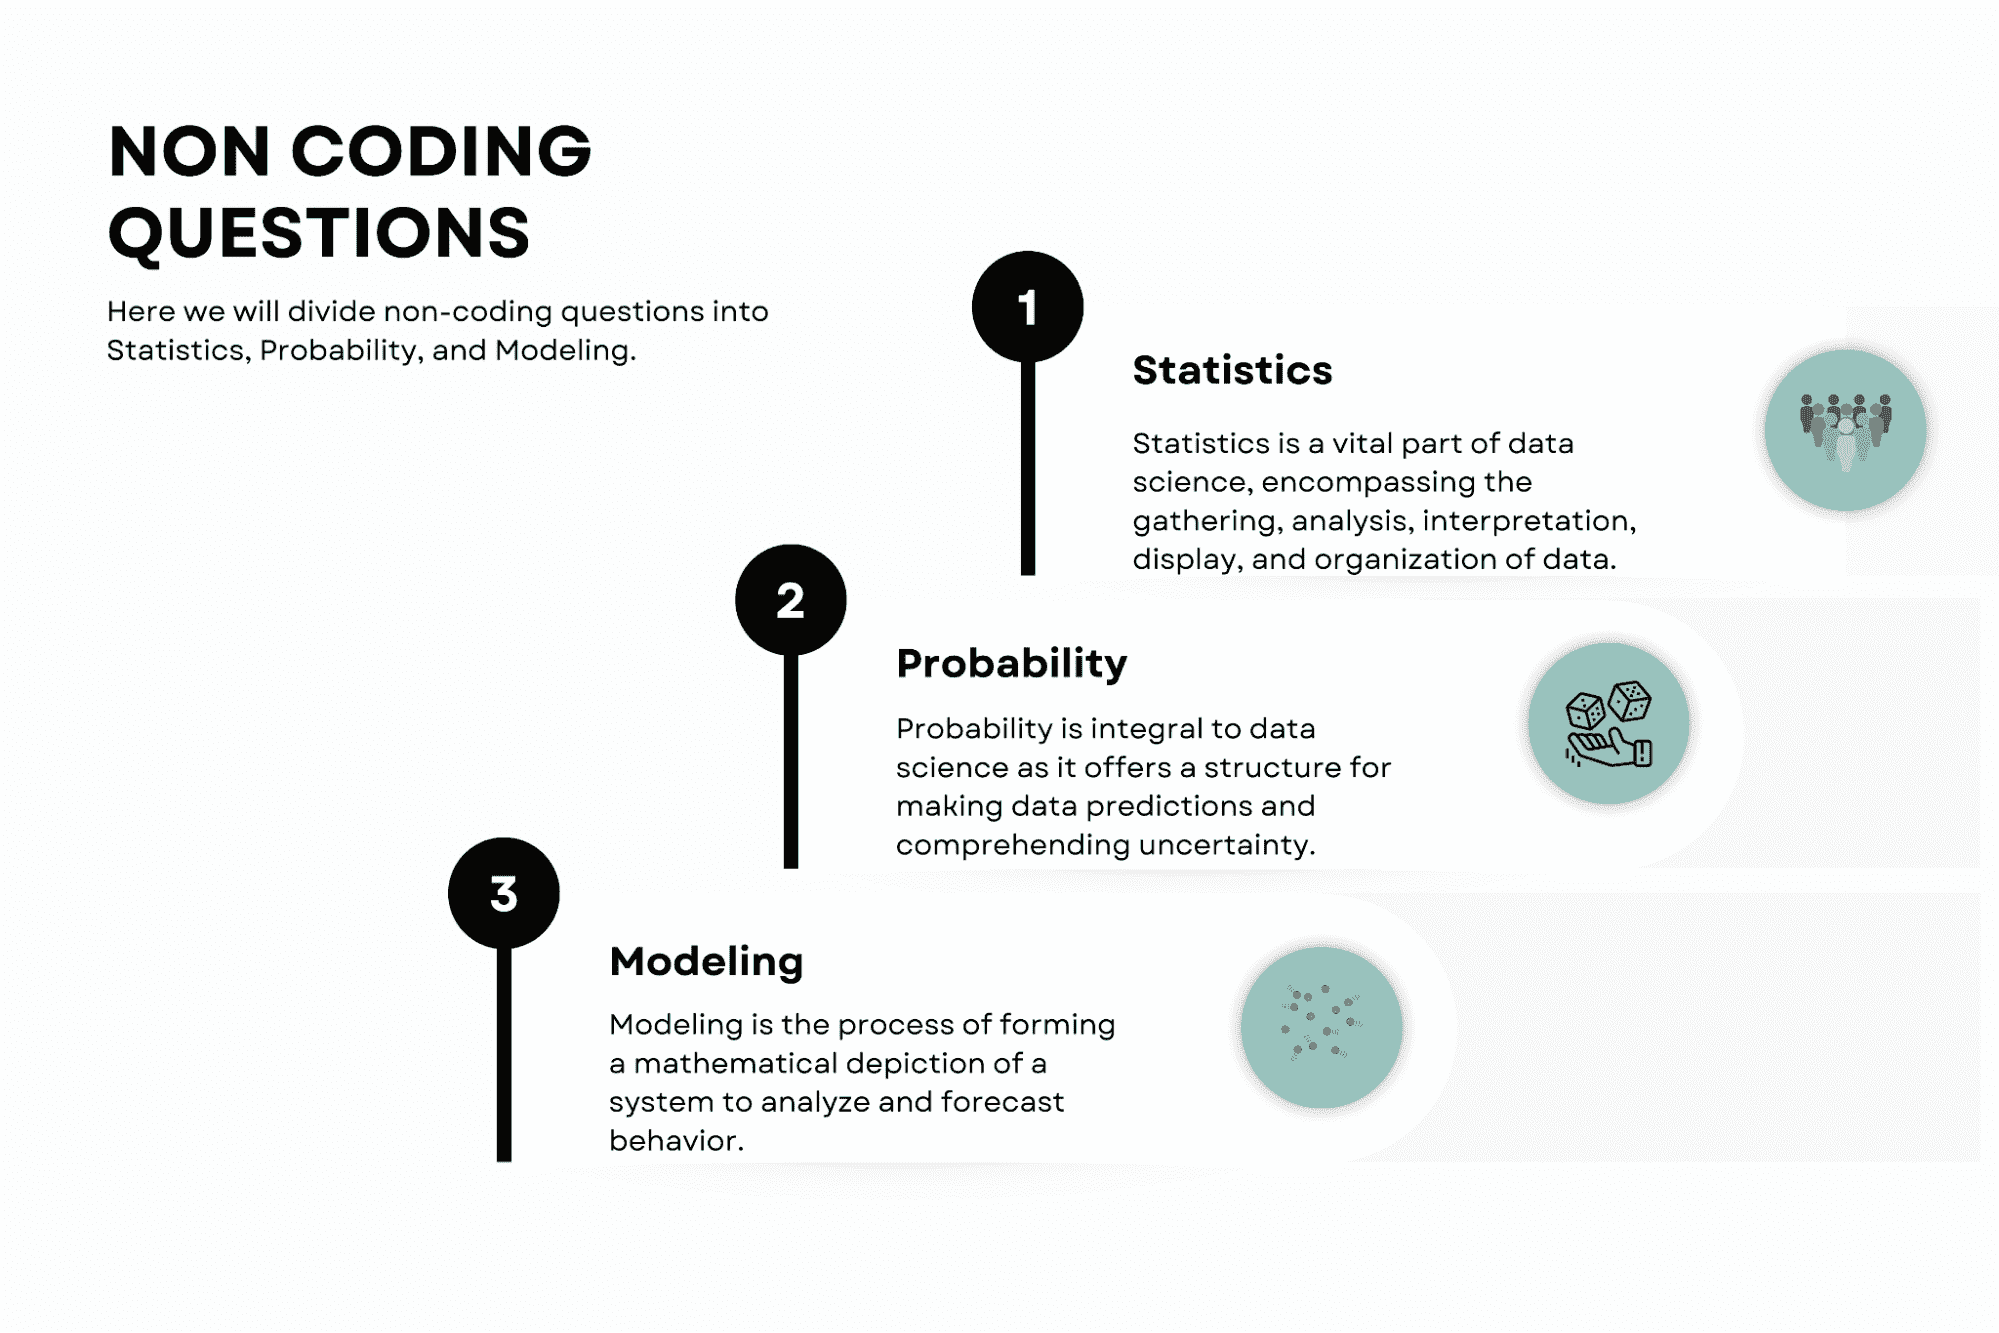 NON CODING
QUESTIONS
Here we will divide non-coding questions into
Statistics, Probability, and Modeling.
1
Statistics
Statistics is a vital part of data
science, encompassing the
gathering, analysis, interpretation,
display, and organization of data.
2
Probability
Probability is integral to data
science as it offers a structure for
making data predictions and
comprehending uncertainty.
3
Modeling
Modeling is the process of forming
a mathematical depiction of a
system to analyze and forecast
behavior.